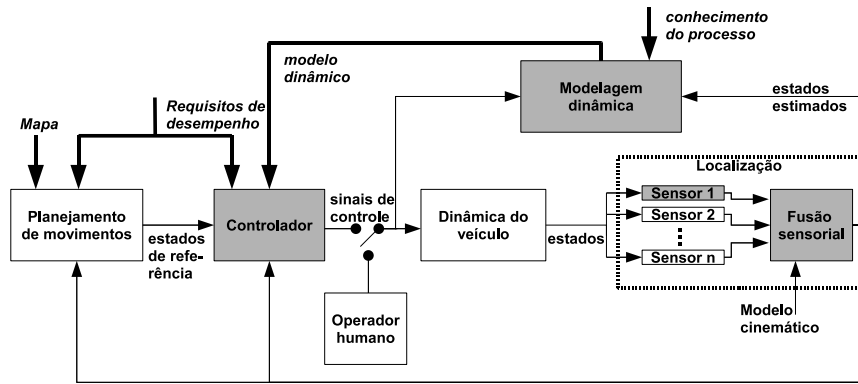 conhecimento
do processo
modelo
dinâmico
Modelagem
dinâmica
estados
estimados
Requisitos de
desempenho
Mapa
Localização
Planejamento
de movimentos
estados
de refe-
rência
Controlador
sinais de
controle
Dinâmica do
veículo
estados
Sensor 1
Sensor 2
Sensor n
Fusão
sensorial
Operador
humano
Modelo
cinemático